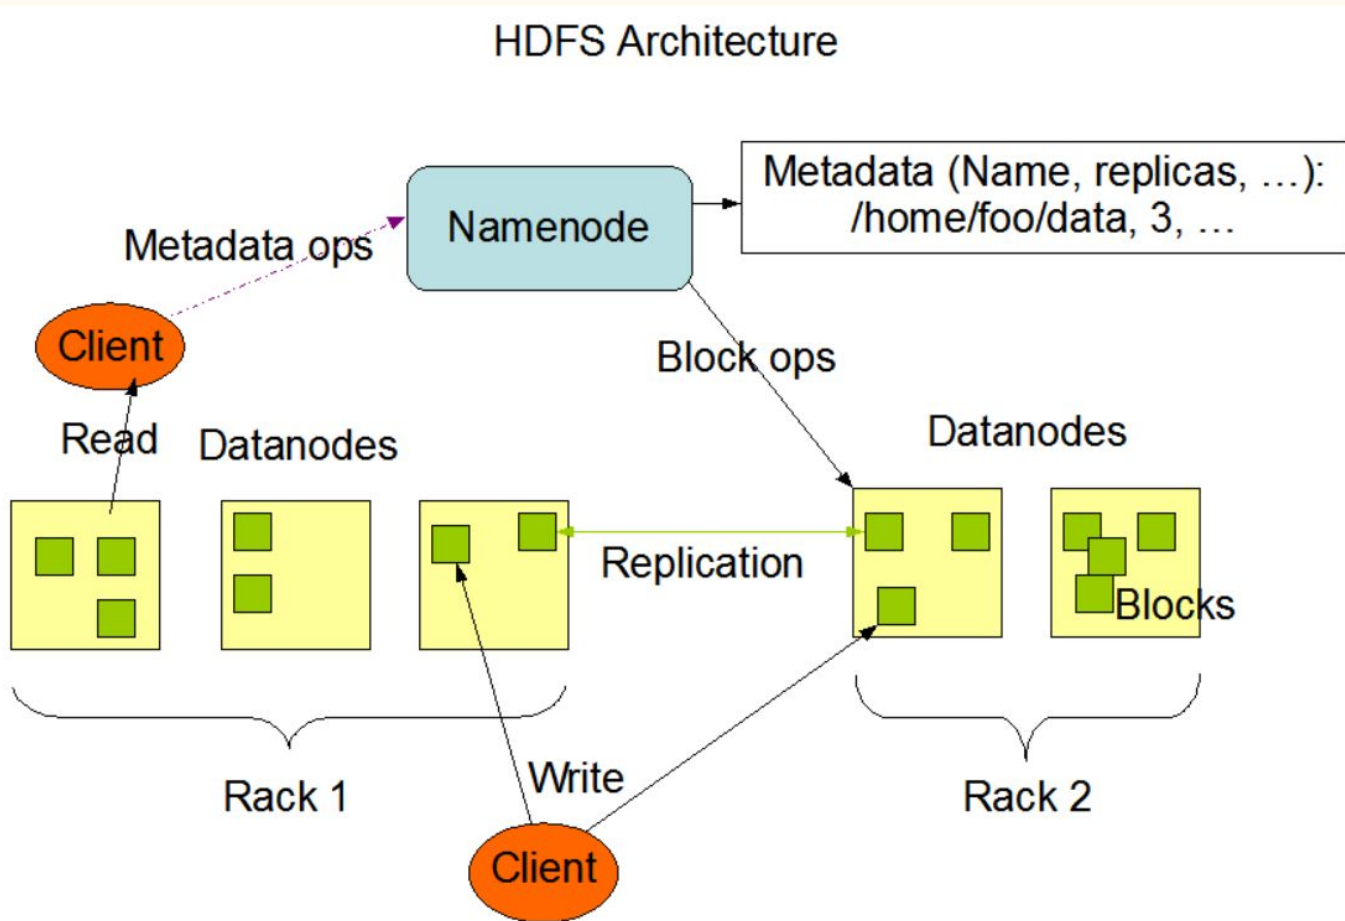 HDFS Architecture
Metadata (Name, replicas, …):
/home/foo/data, 3, …
Namenode
Metadata ops
Client
Block ops
Read
Datanodes
Datanodes
Replication
Blocks
Rack 1
Write
Rack 2
Client